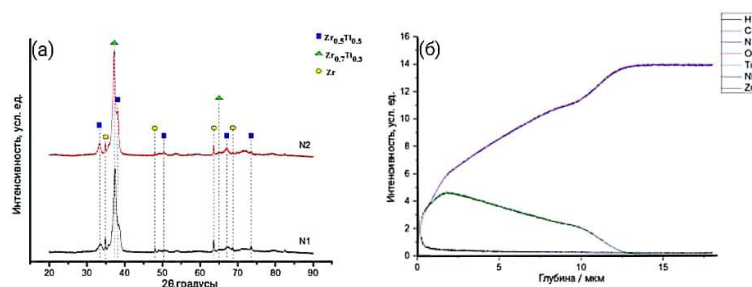 (а)
Zr0.5Ti0.5
Zr0.7Ti0.3
Zr
N2
N1
Интенсивность, усл. ед.
20 30 40 50 60 70 80 90
2θ,градусы
(б)
H
C
N
O
Ti
Ni
Zr
16
14
12
10
8
6
4
2
0
Интенсивность, усл. ед.
0 5 10 15
Глубина / мкм